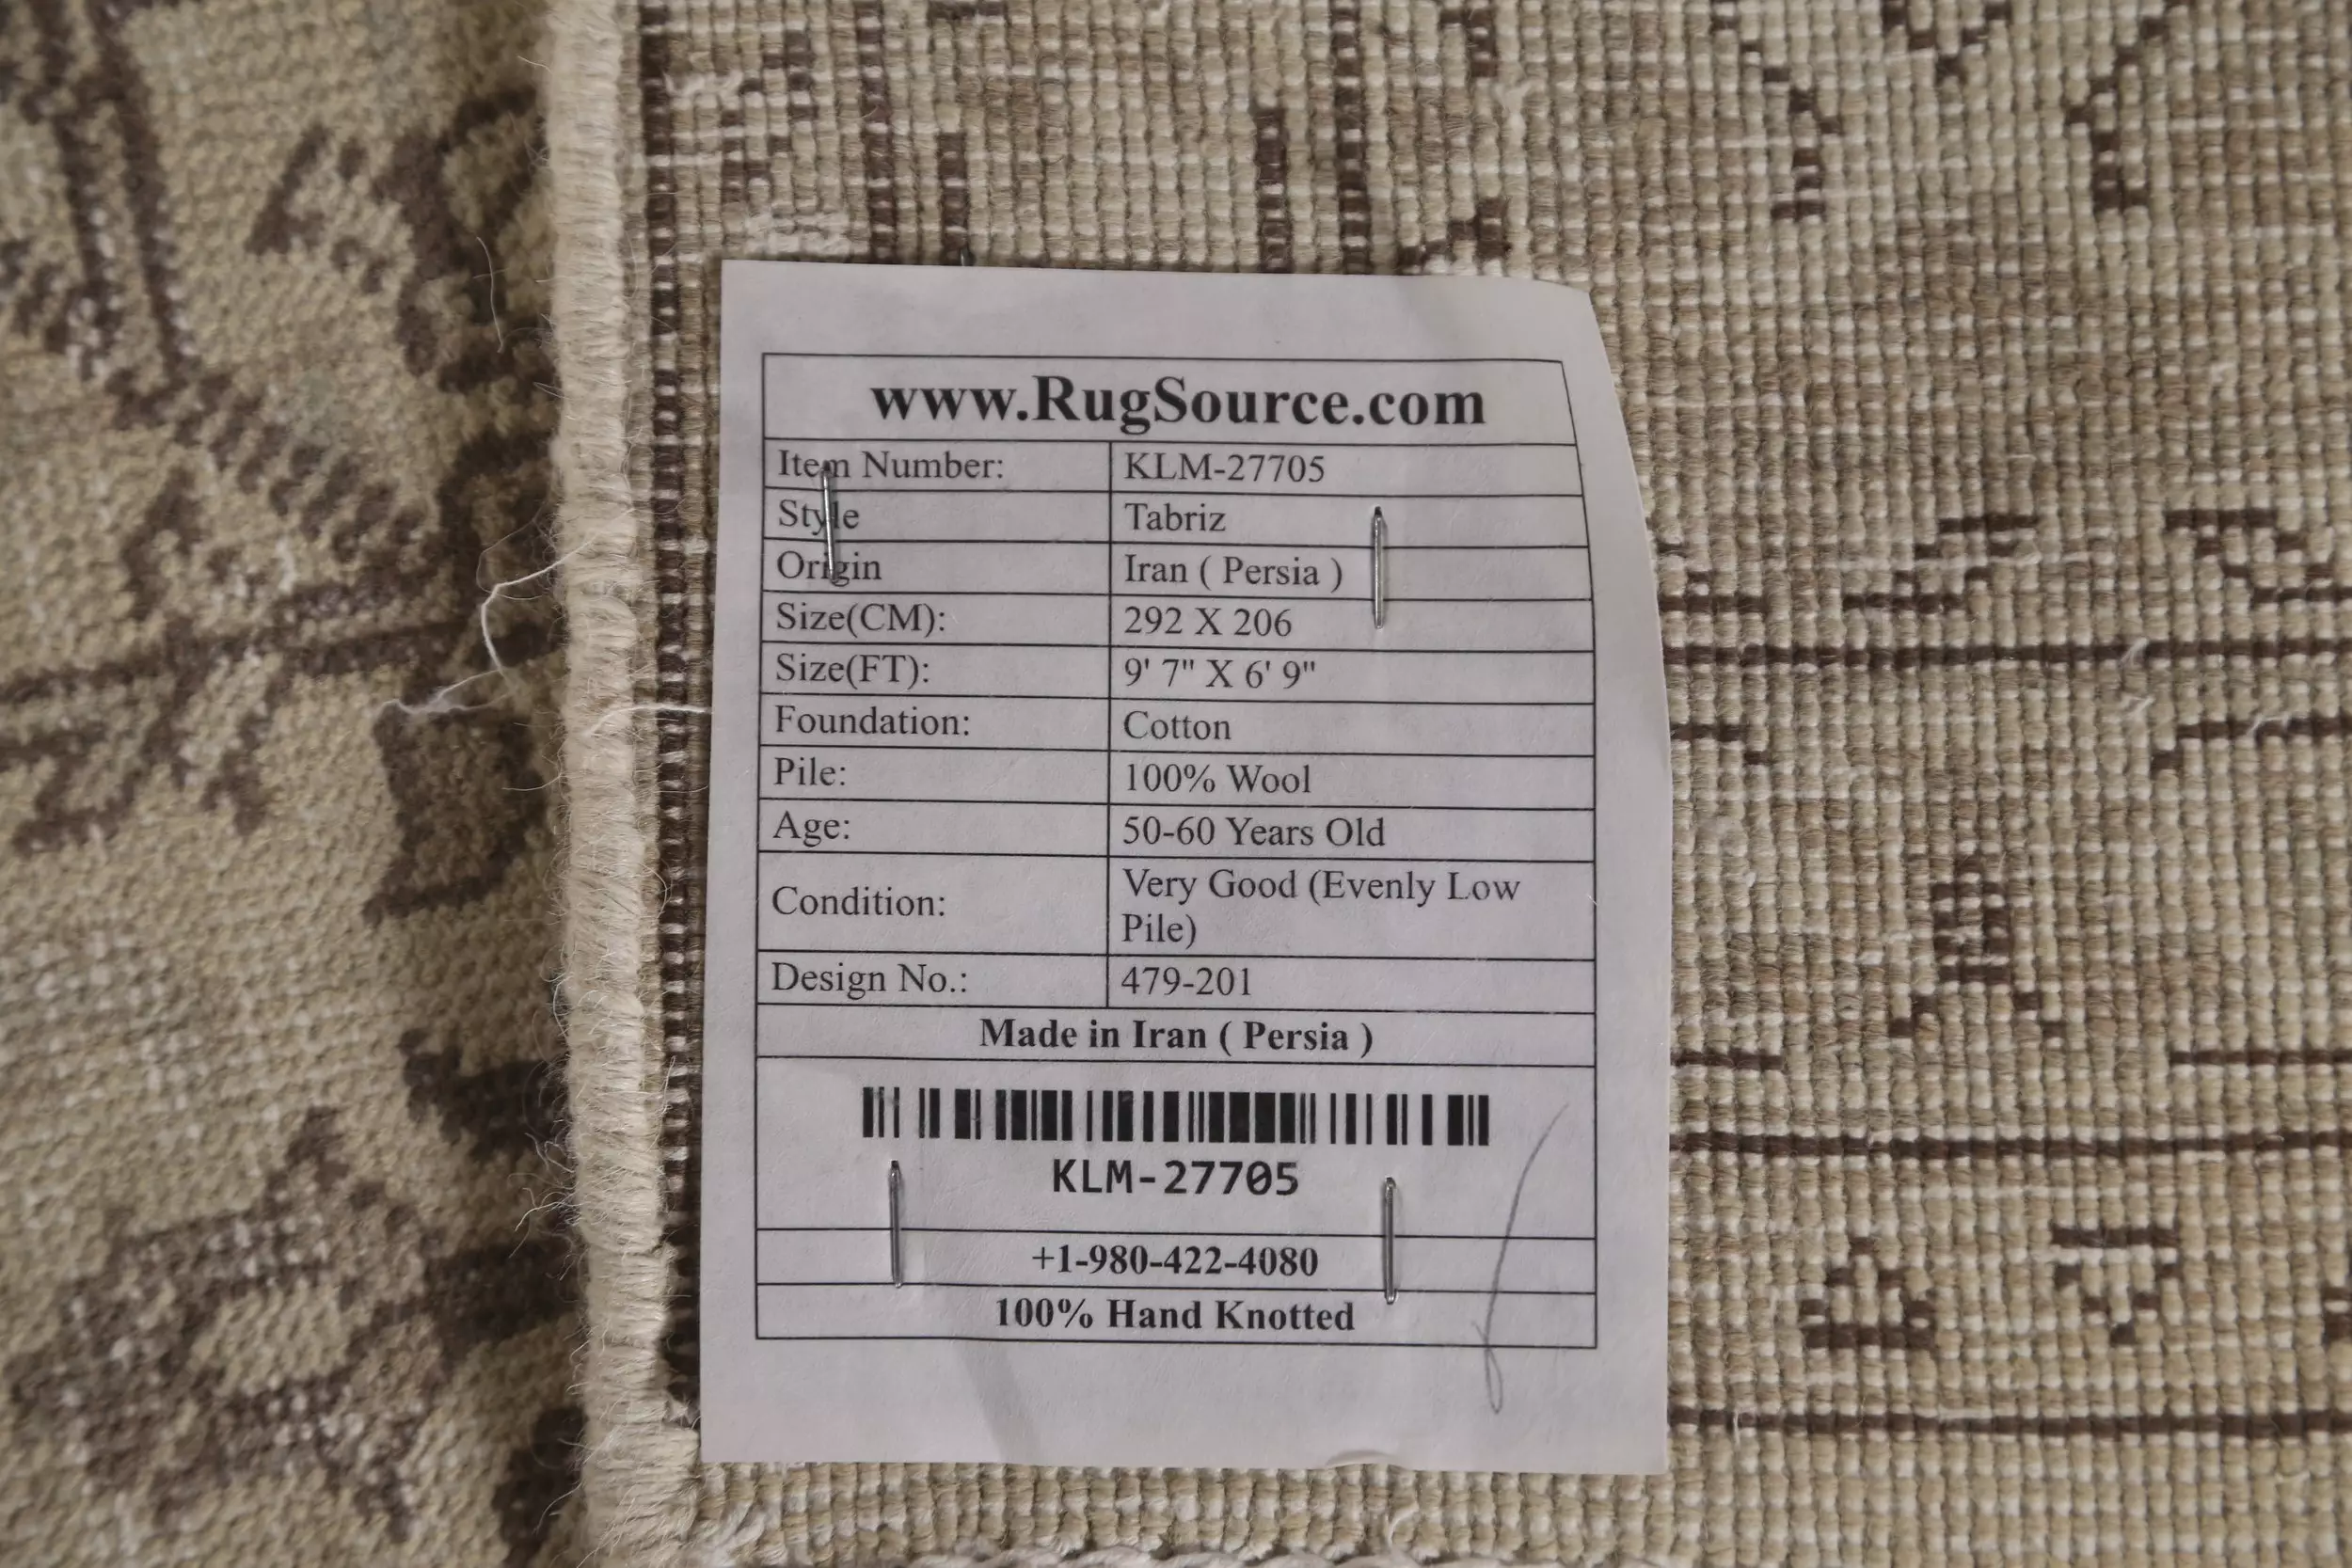 www.RugSource.com
Item Number: KLM-27705
Style Tabriz
Origin Iran ( Persia )
Size(CM): 292 X 206
Size(FT): 9' 7" X 6' 9"
Foundation: Cotton
Pile: 100% Wool
Age: 50-60 Years Old
Condition: Very Good (Evenly Low
Pile)
Design No.: 479-201
Made in Iran ( Persia )
KLM-27705
+1-980-422-4080
100% Hand Knotted